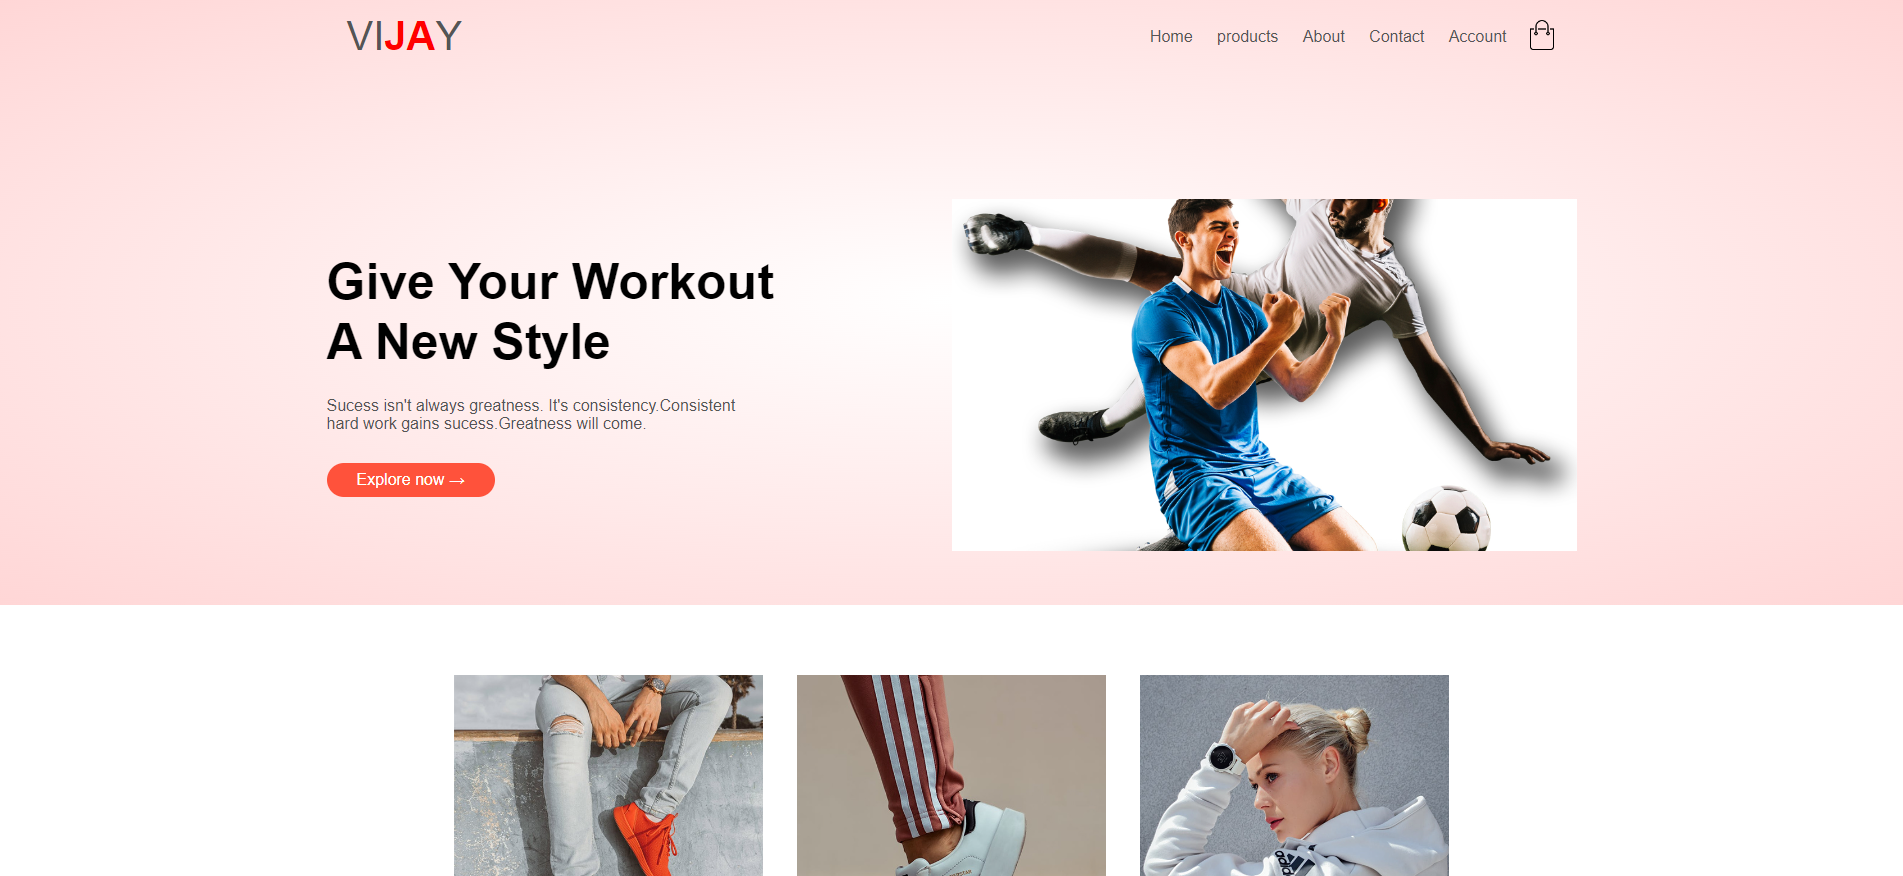 VIJAY
Home products About Contact Account
Give Your Workout
A New Style
Sucess isn't always greatness. It's consistency.Consistent
hard work gains sucess.Greatness will come.
Explore now →
adidas